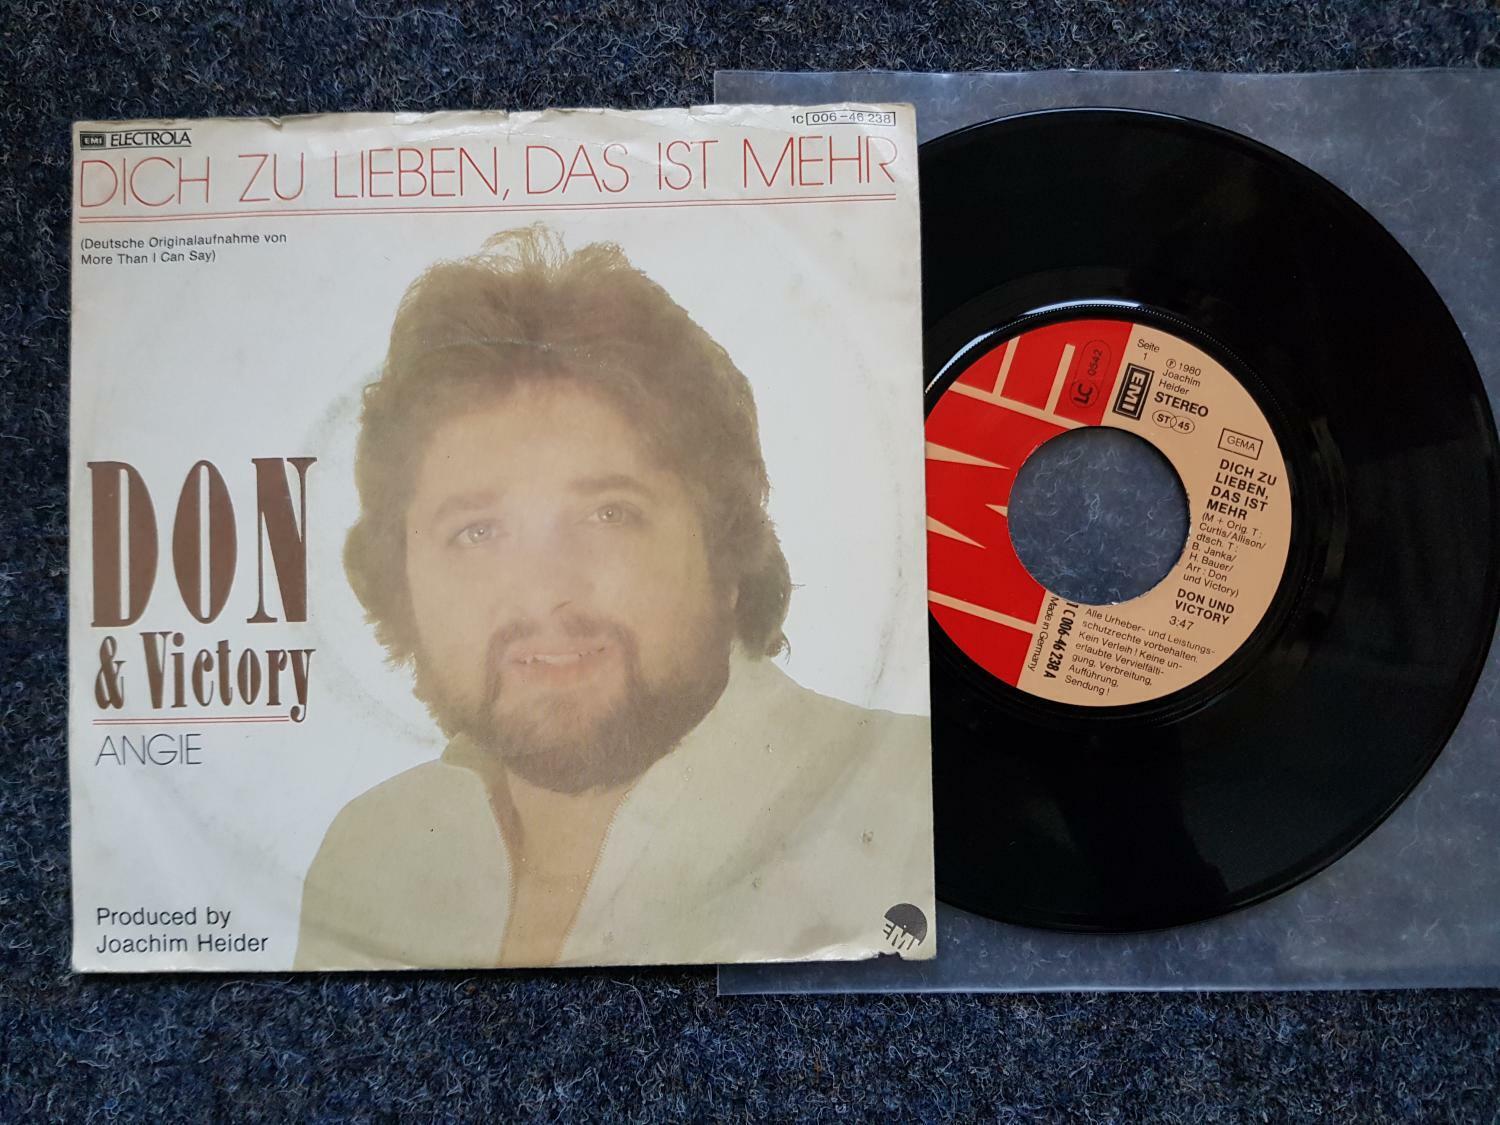 EMI ELECTROLA
1C 006-46 238
DICH ZU LIEBEN, DAS IST MEHR
(Deutsche Originalaufnahme von
More Than I Can Say)
DON
& Victory
ANGIE
Produced by
Joachim Heider
EMI
EMI
LC 0542
Seite
1
EMI
Ⓟ 1980
Joachim
Heider
STEREO
ST 45
GEMA
DICH ZU
LIEBEN,
DAS IST
MEHR
(M + Orig. T :
Curtis/Allison/
dtsch. T :
B. Janka/
H. Bauer/
Arr : Don
und Victory)
DON UND
VICTORY
3:47
1 C 006-46 238 A
Made in Germany
Alle Urheber- und Leistungs-
schutzrechte vorbehalten.
Kein Verleih ! Keine un-
erlaubte Vervielfälti-
gung, Verbreitung,
Aufführung,
Sendung !